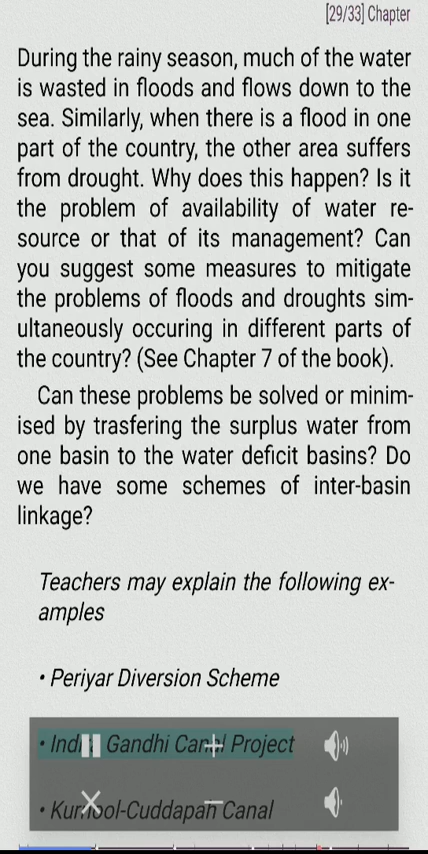 [29/33] Chapter
During the rainy season, much of the water
is wasted in floods and flows down to the
sea. Similarly, when there is a flood in one
part of the country, the other area suffers
from drought. Why does this happen? Is it
the problem of availability of water re-
source or that of its management? Can
you suggest some measures to mitigate
the problems of floods and droughts sim-
ultaneously occuring in different parts of
the country? (See Chapter 7 of the book).
Can these problems be solved or minim-
ised by trasfering the surplus water from
one basin to the water deficit basins? Do
we have some schemes of inter-basin
linkage?
Teachers may explain the following ex-
amples
• Periyar Diversion Scheme
• Indira Gandhi Canal Project
• Kurnool-Cuddapah Canal